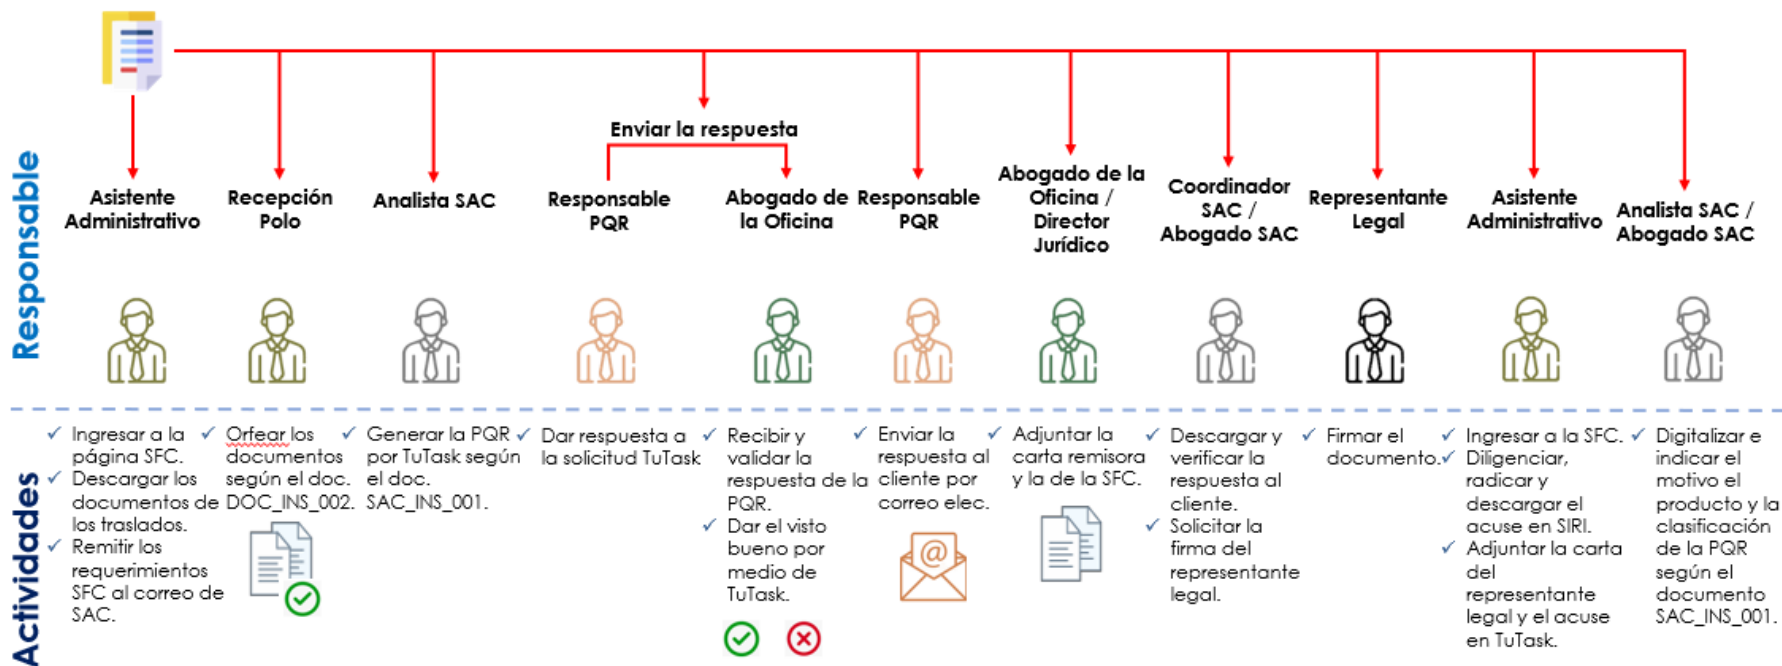 Responsable
Enviar la respuesta
Asistente
Administrativo
Recepción
Polo
Analista SAC
Responsable
PQR
Abogado de
la Oficina
Responsable
PQR
Abogado de la
Oficina /
Director
Jurídico
Coordinador
SAC /
Abogado SAC
Representante
Legal
Asistente
Administrativo
Analista SAC /
Abogado SAC
Actividades
✓ Ingresar a la
página SFC.
✓ Descargar los
documentos de
los traslados.
✓ Remitir los
requerimientos
SFC al correo de
SAC.
✓ Orfear los
documentos
según el doc.
DOC_INS_002.
✓ Generar la PQR
por TuTask según
el doc.
SAC_INS_001.
✓ Dar respuesta a
la solicitud TuTask
✓ Recibir y
validar la
respuesta de la
PQR.
✓ Dar el visto
bueno por
medio de
TuTask.
✓ Enviar la
respuesta al
cliente por
correo elec.
✓ Adjuntar la
carta remisora
y la de la SFC.
✓ Descargar y
verificar la
respuesta al
cliente.
✓ Solicitar la
firma del
representante
legal.
✓ Firmar el
documento.
✓ Ingresar a la SFC.
✓ Diligenciar,
radicar y
descargar el
acuse en SIRI.
✓ Adjuntar la carta
del
representante
legal y el acuse
en TuTask.
✓ Digitalizar e
indicar el
motivo el
producto y la
clasificación
de la PQR
según el
documento
SAC_INS_001.